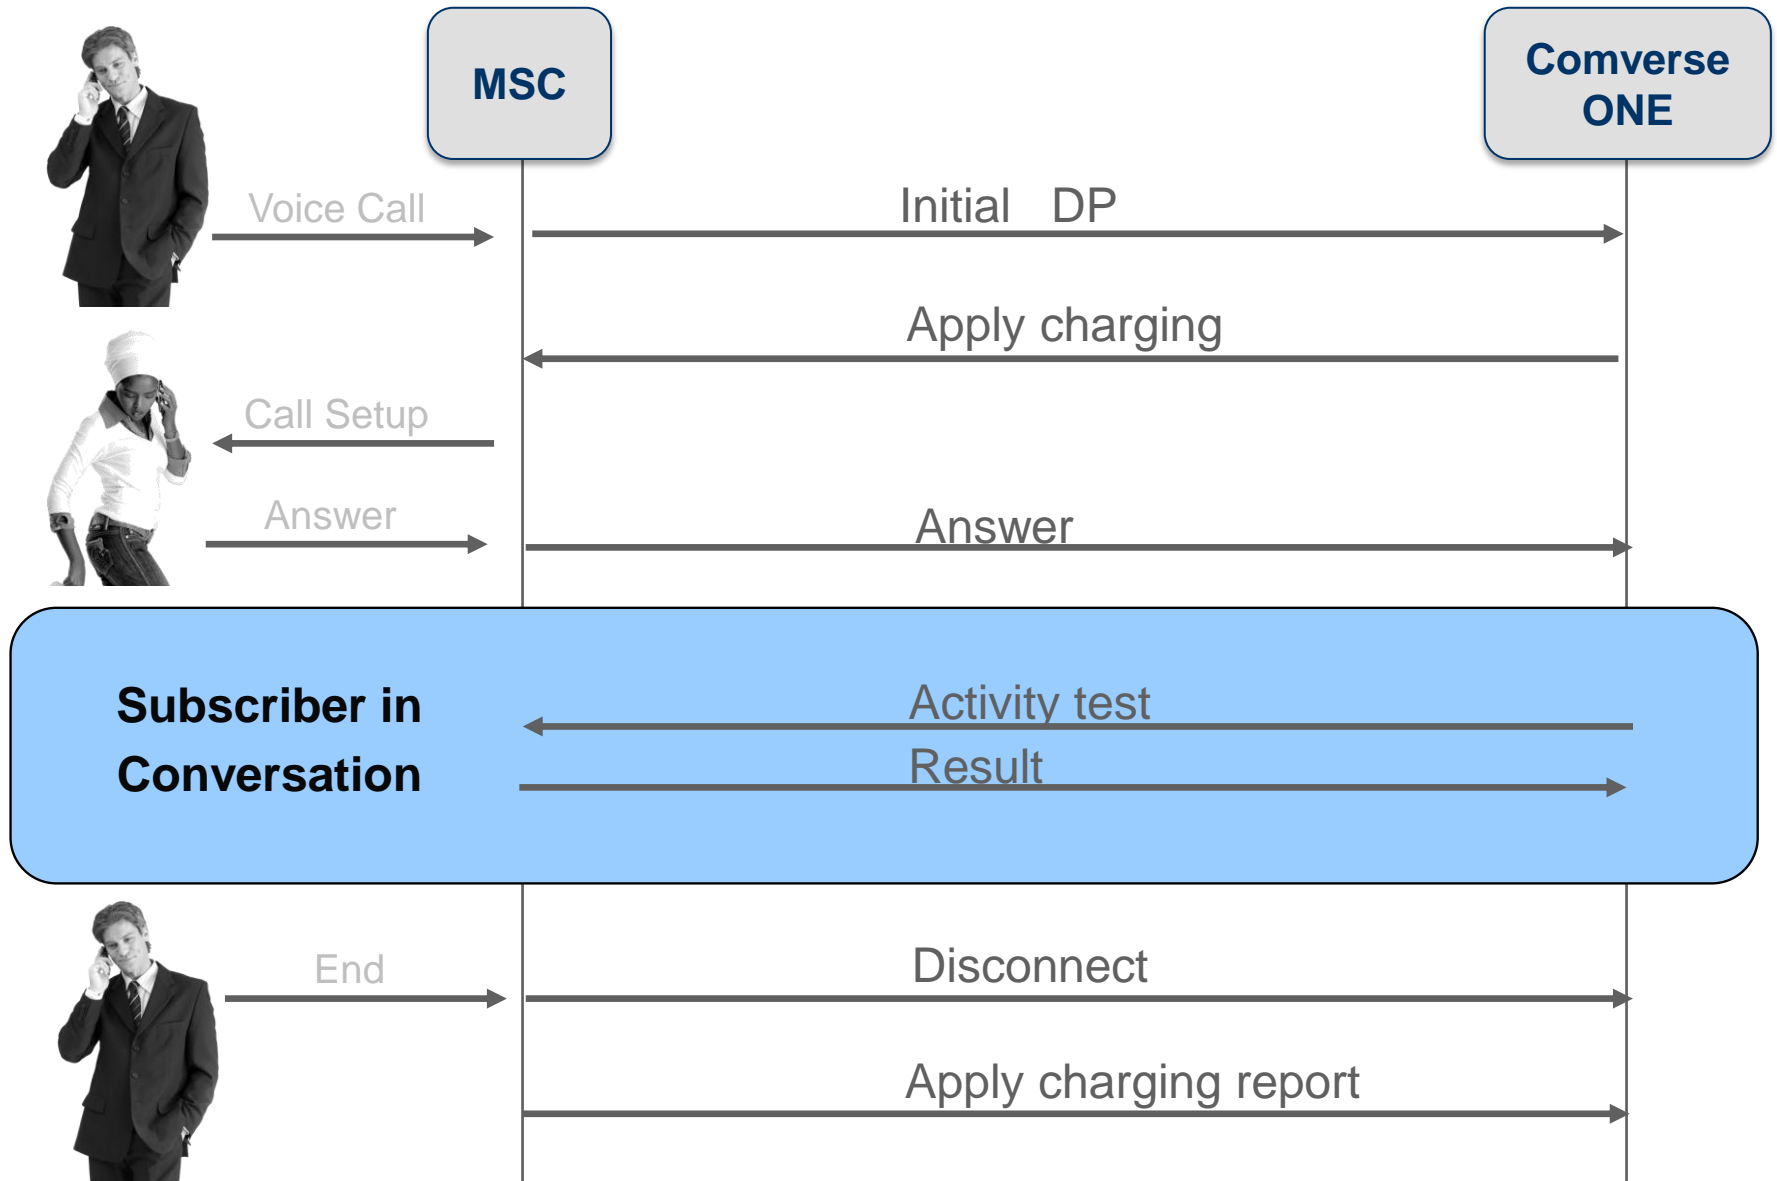 MSC
Comverse
ONE
Voice Call
Initial DP
Apply charging
Call Setup
Answer
Answer
Subscriber in
Conversation
Activity test
Result
End
Disconnect
Apply charging report